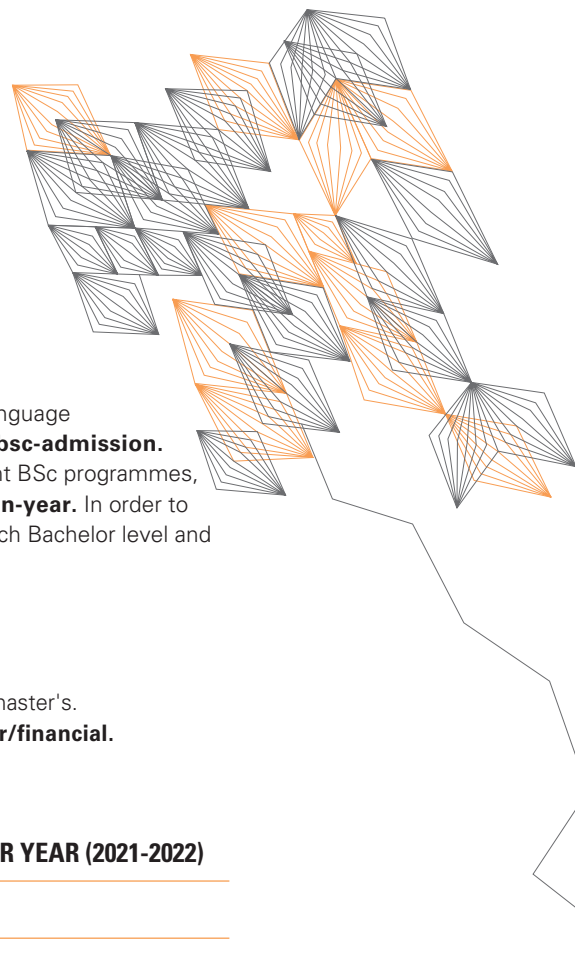 nguage
bsc-admission.
nt BSc programmes,
n-year. In order to
ch Bachelor level and
master's.
r/financial.
R YEAR (2021-2022)